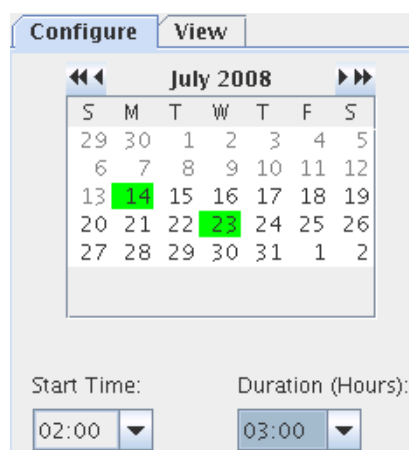 Configure View
July 2008
S M T W T F S
29 30 1 2 3 4 5
6 7 8 9 10 11 12
13 14 15 16 17 18 19
20 21 22 23 24 25 26
27 28 29 30 31 1 2
Start Time: Duration (Hours):
02:00 03:00